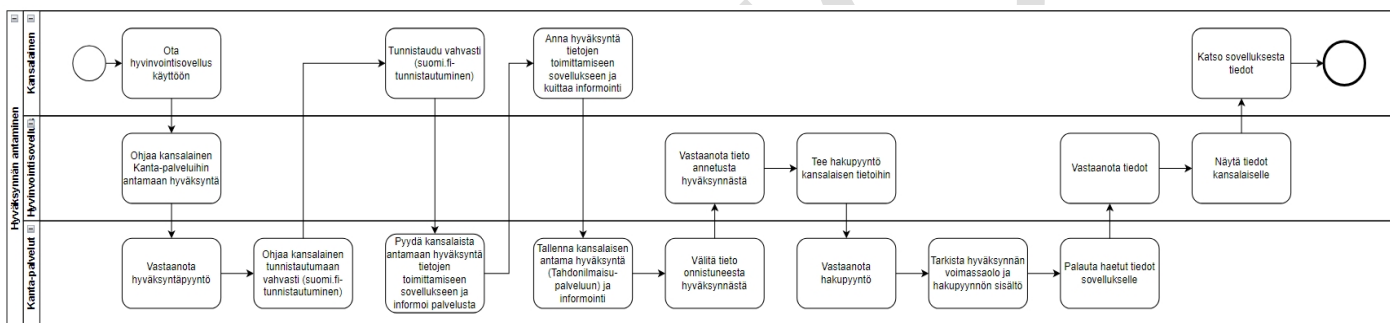 Hyväksynnän antaminen
Kansalainen
Ota
hyvinvointisovellus
käyttöön
Tunnistaudu vahvasti
(suomi.fi-
tunnistautuminen)
Anna hyväksyntä
tietojen
toimittamiseen
sovellukseen ja
kuittaa informointi
Katso sovelluksesta
tiedot
Hyvinvointisovellus
Ohjaa kansalainen
Kanta-palveluihin
antamaan hyväksyntä
Vastaanota tieto
annetusta
hyväksynnästä
Tee hakupyyntö
kansalaisen tietoihin
Vastaanota tiedot
Näytä tiedot
kansalaiselle
Kanta-palvelut
Vastaanota
hyväksyntäpyyntö
Ohjaa kansalainen
tunnistautumaan
vahvasti (suomi.fi-
tunnistautuminen)
Pyydä kansalaista
antamaan hyväksyntä
tietojen
toimittamiseen
sovellukseen ja
informoi palvelusta
Tallenna kansalaisen
antama hyväksyntä
(Tahdonilmaisu-
palveluun) ja
informointi
Välitä tieto
onnistuneesta
hyväksynnästä
Vastaanota
hakupyyntö
Tarkista hyväksynnän
voimassaolo ja
hakupyynnön sisältö
Palauta haetut tiedot
sovellukselle